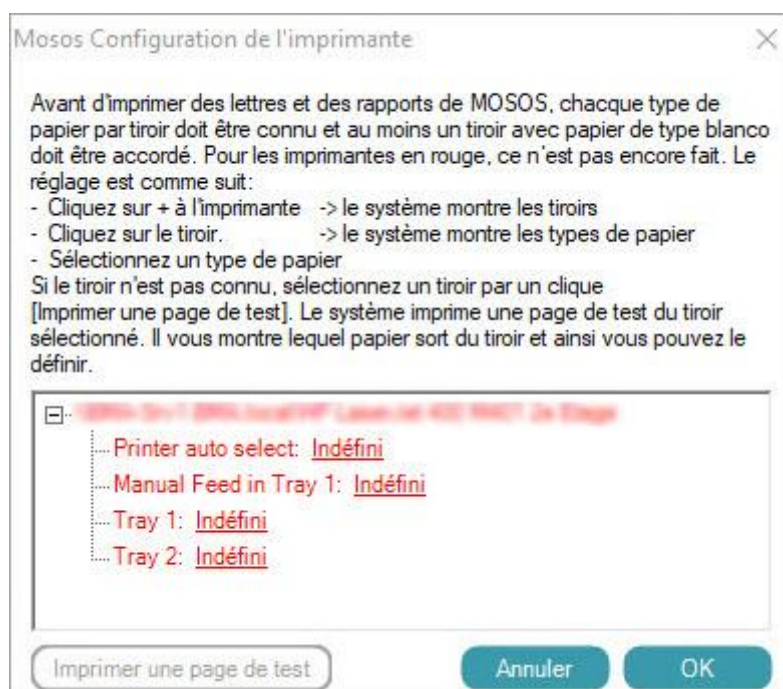 Mosos Configuration de l'imprimante
Avant d'imprimer des lettres et des rapports de MOSOS, chacque type de
papier par tiroir doit être connu et au moins un tiroir avec papier de type blanco
doit être accordé. Pour les imprimantes en rouge, ce n'est pas encore fait. Le
réglage est comme suit:
- Cliquez sur + à l'imprimante -> le système montre les tiroirs
- Cliquez sur le tiroir. -> le système montre les types de papier
- Sélectionnez un type de papier
Si le tiroir n'est pas connu, sélectionnez un tiroir par un clique
[Imprimer une page de test]. Le système imprime une page de test du tiroir
sélectionné. Il vous montre lequel papier sort du tiroir et ainsi vous pouvez le
définir.
Printer auto select: Indéfini
Manual Feed in Tray 1: Indéfini
Tray 1: Indéfini
Tray 2: Indéfini
Imprimer une page de test Annuler OK